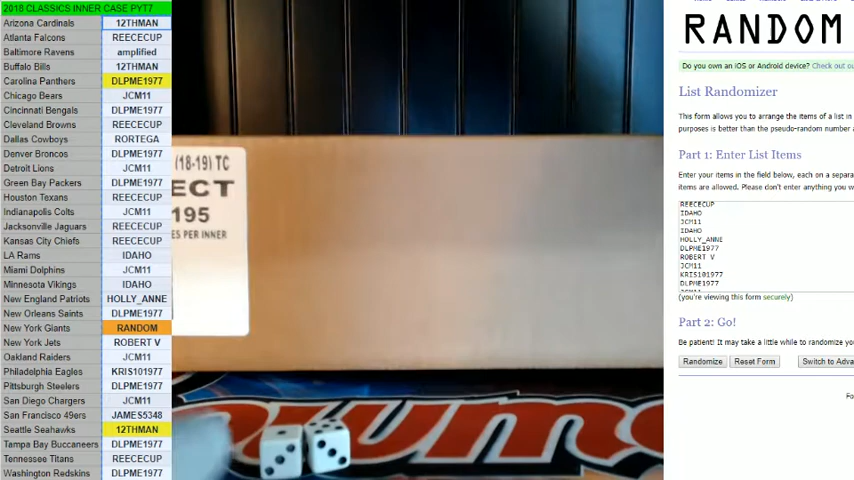 2018 CLASSICS INNER CASE PYT7
Arizona Cardinals 12THMAN
Atlanta Falcons REECECUP
Baltimore Ravens amplified
Buffalo Bills 12THMAN
Carolina Panthers DLPME1977
Chicago Bears JCM11
Cincinnati Bengals DLPME1977
Cleveland Browns REECECUP
Dallas Cowboys RORTEGA
Denver Broncos DLPME1977
Detroit Lions JCM11
Green Bay Packers DLPME1977
Houston Texans REECECUP
Indianapolis Colts JCM11
Jacksonville Jaguars REECECUP
Kansas City Chiefs REECECUP
LA Rams IDAHO
Miami Dolphins JCM11
Minnesota Vikings IDAHO
New England Patriots HOLLY_ANNE
New Orleans Saints DLPME1977
New York Giants RANDOM
New York Jets ROBERT V
Oakland Raiders JCM11
Philadelphia Eagles KRIS101977
Pittsburgh Steelers DLPME1977
San Diego Chargers JCM11
San Francisco 49ers JAMES5348
Seattle Seahawks 12THMAN
Tampa Bay Buccaneers DLPME1977
Tennessee Titans REECECUP
Washington Redskins DLPME1977
(18-19) TC
ECT
195
ES PER INNER
RANDOM
Do you own an iOS or Android device? Check out ou
List Randomizer
This form allows you to arrange the items of a list in
purposes is better than the pseudo-random number a
Part 1: Enter List Items
Enter your items in the field below, each on a separa
items are allowed. Please don't enter anything you w
REECECUP
IDAHO
JCM11
IDAHO
HOLLY_ANNE
DLPME1977
ROBERT V
JCM11
KRIS101977
DLPME1977
(you're viewing this form securely)
Part 2: Go!
Be patient! It may take a little while to randomize yo
Randomize Reset Form Switch to Adva
Fo